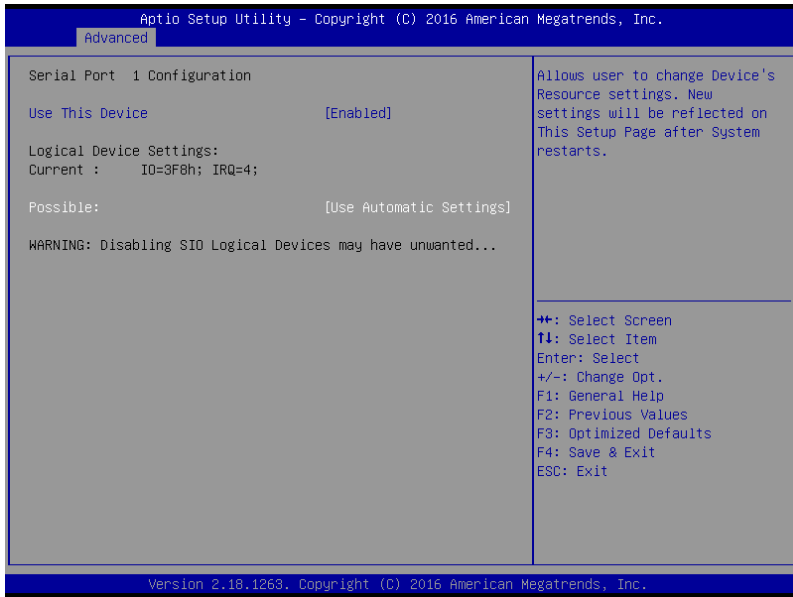 Aptio Setup Utility – Copyright (C) 2016 American Megatrends, Inc.
Advanced
Serial Port 1 Configuration
Use This Device [Enabled]
Logical Device Settings:
Current : IO=3F8h; IRQ=4;
Possible: [Use Automatic Settings]
WARNING: Disabling SIO Logical Devices may have unwanted...
Allows user to change Device's
Resource settings. New
settings will be reflected on
This Setup Page after System
restarts.
→←: Select Screen
↑↓: Select Item
Enter: Select
+/-: Change Opt.
F1: General Help
F2: Previous Values
F3: Optimized Defaults
F4: Save & Exit
ESC: Exit
Version 2.18.1263. Copyright (C) 2016 American Megatrends, Inc.